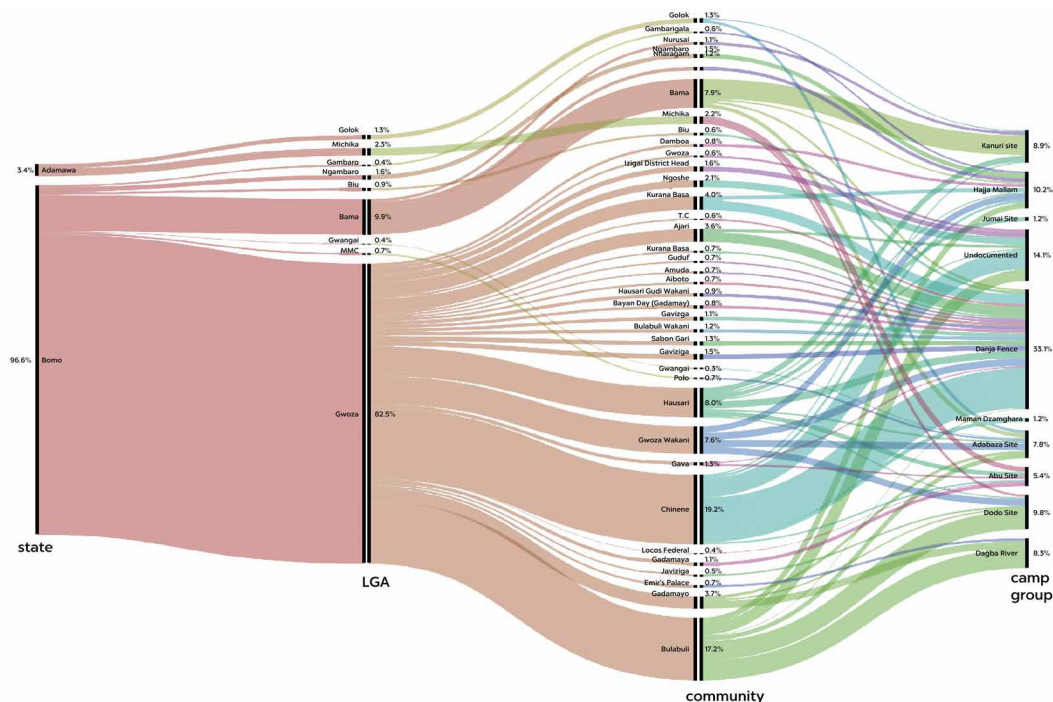 3.4% Adamawa
96.6% Bomo
state
Golok 1.3%
Michika 2.3%
Gambaro 0.4%
Ngambaro 1.6%
Biu 0.9%
Bama 9.9%
Gwangai 0.4%
MMC 0.7%
Gwoza 82.5%
LGA
Golok 1.3%
Gambarigala 0.6%
Nurusai 1.1%
Ngambaro 1.5%
Nharagam 1.2%
Bama 7.9%
Michika 2.2%
Biu 0.6%
Damboa 0.8%
Gwoza 0.6%
Izigai District Head 1.6%
Ngoshe 2.1%
Kurana Basa 4.0%
T.C 0.6%
Ajari 3.6%
Kurana Basa 0.7%
Guduf 0.7%
Amuda 0.7%
Aiboto 0.7%
Hausari Gudi Wakani 0.9%
Bayan Day (Gadamay) 0.8%
Gavizga 1.1%
Bulabuli Wakani 1.2%
Sabon Gari 1.3%
Gaviziga 1.5%
Gwangai 0.3%
Polo 0.7%
Hausari 8.0%
Gwoza Wakani 7.6%
Gava 1.3%
Chinene 19.2%
Locos Federal 0.4%
Gadamaya 1.1%
Javiziga 0.5%
Emir's Palace 0.7%
Gadamayo 3.7%
Bulabuli 17.2%
community
Kanuri site 8.9%
Hajja Mallam 10.2%
Jumai Site 1.2%
Undocumented 14.1%
Danja Fence 33.1%
Maman Dzamghara 1.2%
Adabaza Site 7.8%
Abu Site 5.4%
Dodo Site 9.8%
Dagba River 8.3%
camp
group